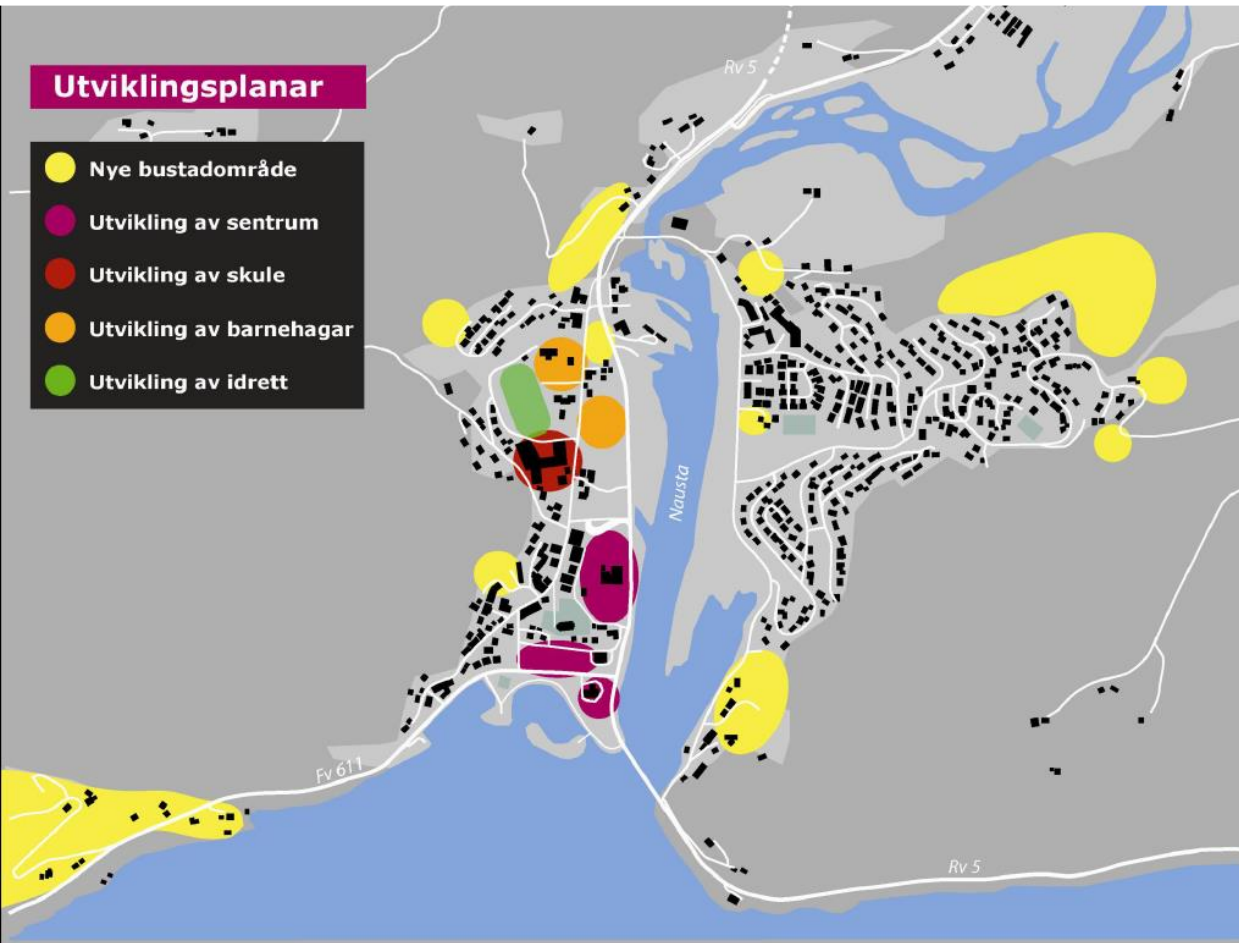 Utviklingsplanar
Nye bustadområde
Utvikling av sentrum
Utvikling av skule
Utvikling av barnehagar
Utvikling av idrett
Rv 5
Nausta
Fv 611
Rv 5